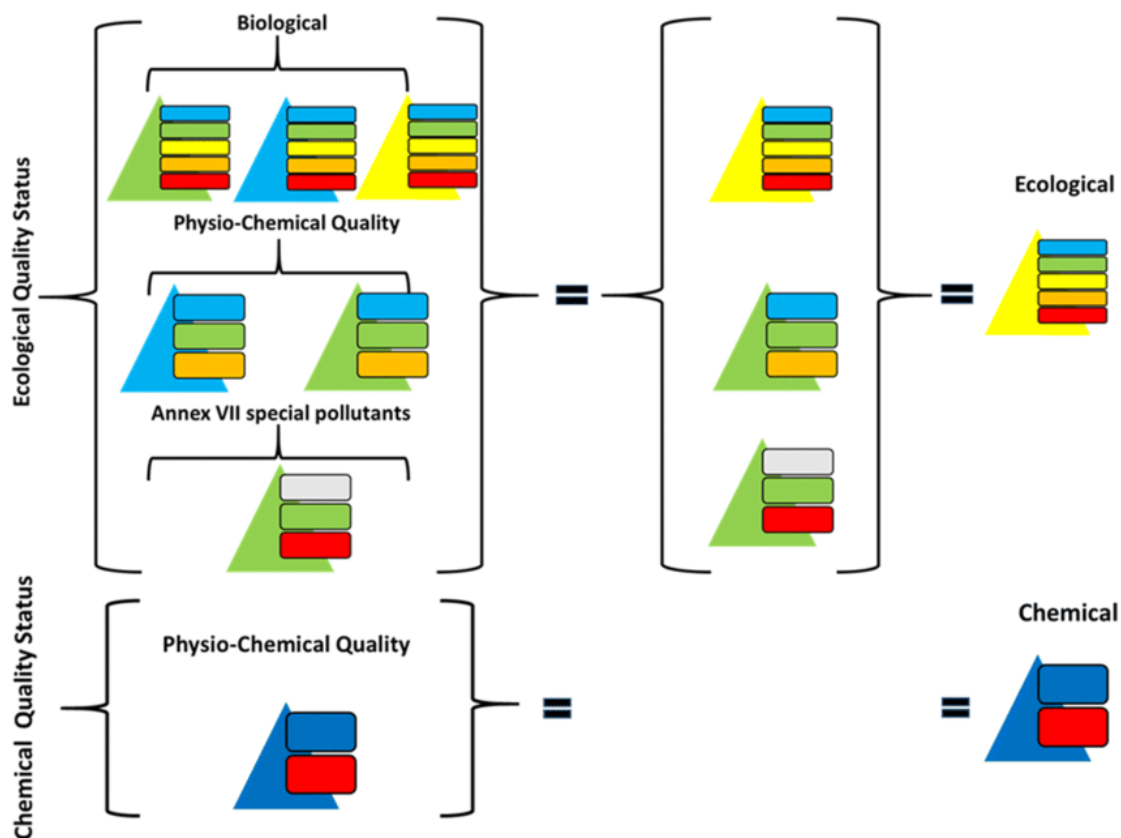 Biological
Ecological Quality Status
Physio-Chemical Quality
Ecological
=
=
Annex VII special pollutants
Chemical Quality Status
Physio-Chemical Quality
Chemical
=
=